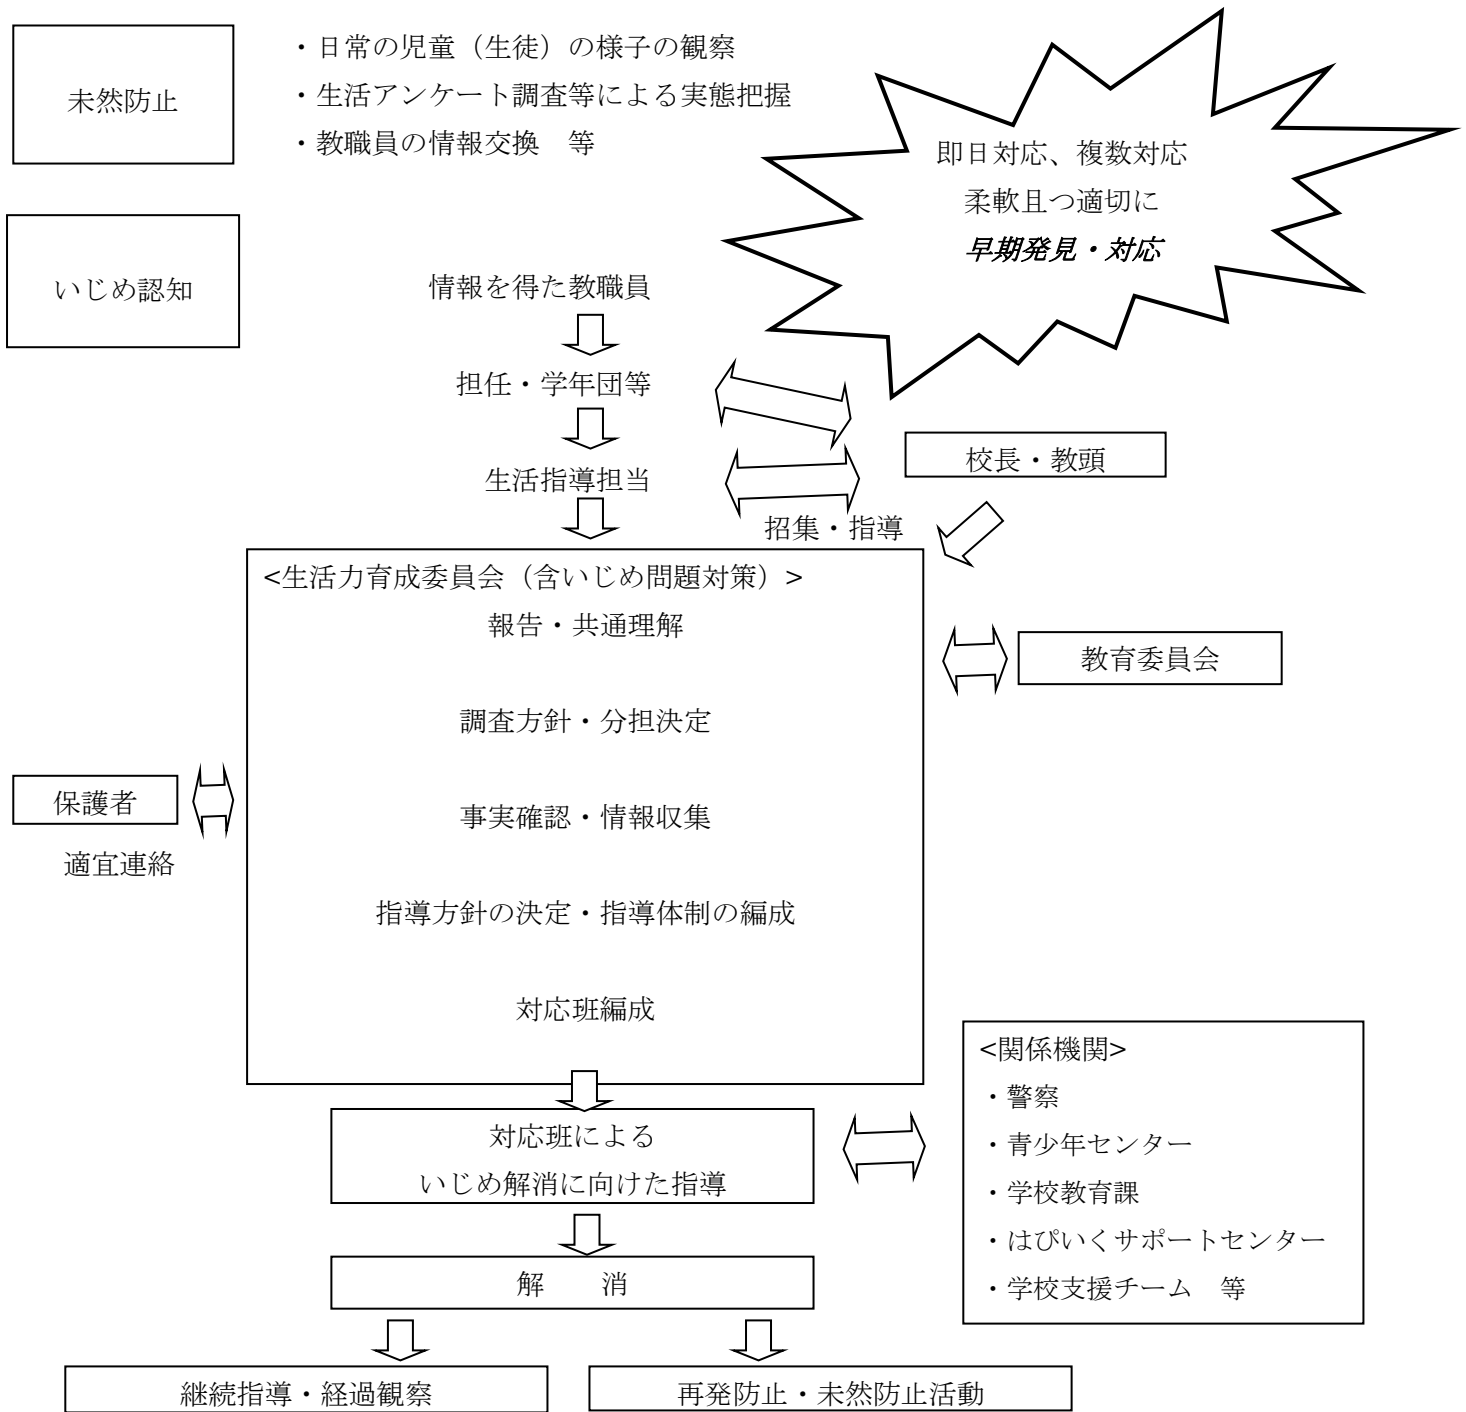 未然防止
・日常の児童（生徒）の様子の観察
・生活アンケート調査等による実態把握
・教職員の情報交換　等
即日対応、複数対応
柔軟且つ適切に
早期発見・対応
いじめ認知
情報を得た教職員
担任・学年団等
校長・教頭
生活指導担当
招集・指導
<生活力育成委員会（含いじめ問題対策）>
報告・共通理解
教育委員会
調査方針・分担決定
保護者
適宜連絡
事実確認・情報収集
指導方針の決定・指導体制の編成
対応班編成
<関係機関>
・警察
・青少年センター
・学校教育課
・はぴいくサポートセンター
・学校支援チーム　等
対応班による
いじめ解消に向けた指導
解　　消
継続指導・経過観察
再発防止・未然防止活動